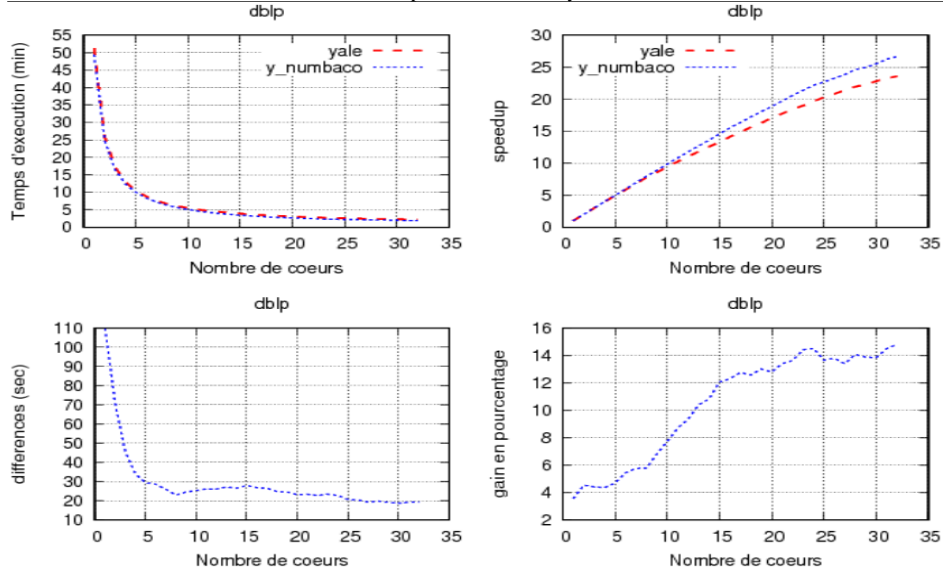 dblp
55
50
45
40
35
30
25
20
15
10
5
0
Temps d'execution (min)
yale
y_numbaco
0 5 10 15 20 25 30 35
Nombre de coeurs
dblp
30
25
20
15
10
5
0
speedup
yale
y_numbaco
0 5 10 15 20 25 30 35
Nombre de coeurs
dblp
110
100
90
80
70
60
50
40
30
20
10
differences (sec)
0 5 10 15 20 25 30 35
Nombre de coeurs
dblp
16
14
12
10
8
6
4
2
gain en pourcentage
0 5 10 15 20 25 30 35
Nombre de coeurs